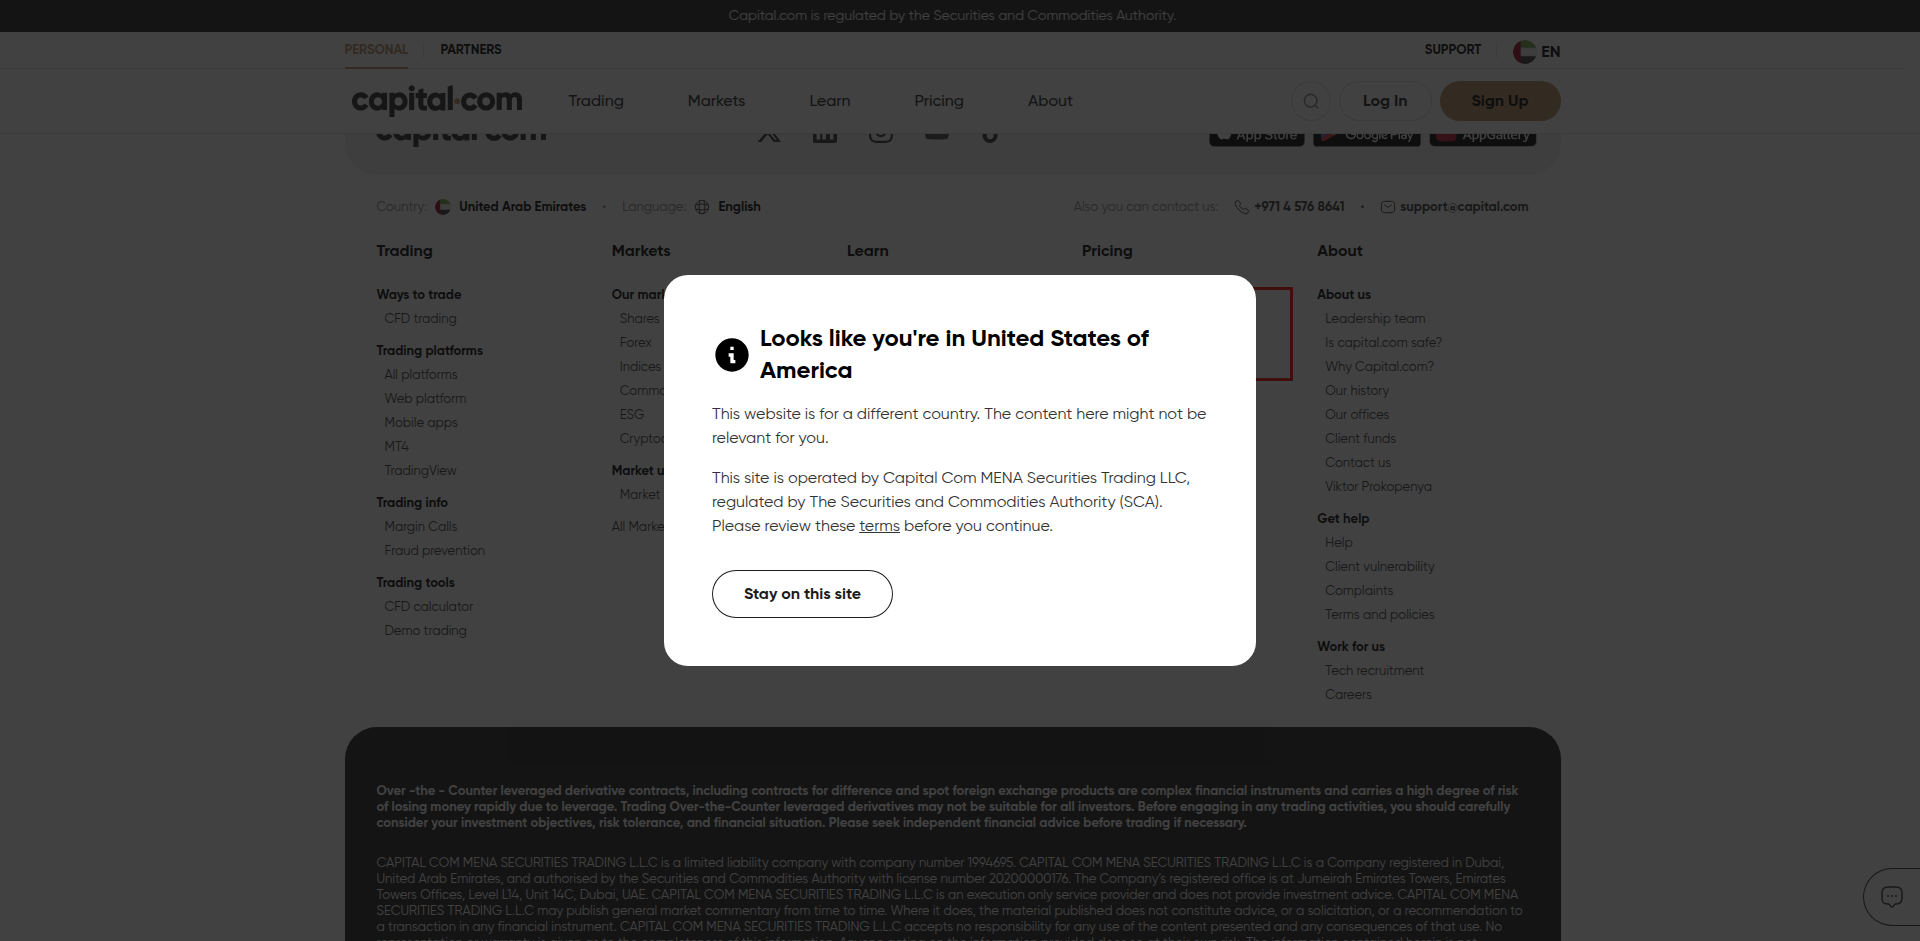 Capital.com is regulated by the Securities and Commodities Authority.
PERSONAL PARTNERS SUPPORT EN
capital.com Trading Markets Learn Pricing About Log In Sign Up
capital com App Store Google Play AppGallery
Country: United Arab Emirates · Language: English Also you can contact us: +971 4 576 8641 · support@capital.com
Trading Markets Learn Pricing About
Looks like you're in United States of
America
This website is for a different country. The content here might not be
relevant for you.
This site is operated by Capital Com MENA Securities Trading LLC,
regulated by The Securities and Commodities Authority (SCA).
Please review these terms before you continue.
Stay on this site
Ways to trade
CFD trading
Trading platforms
All platforms
Web platform
Mobile apps
MT4
TradingView
Trading info
Margin Calls
Fraud prevention
Trading tools
CFD calculator
Demo trading
Our mar
Shares
Forex
Indices
Comm
ESG
Crypto
Market u
Market
All Marke
About us
Leadership team
Is capital.com safe?
Why Capital.com?
Our history
Our offices
Client funds
Contact us
Viktor Prokopenya
Get help
Help
Client vulnerability
Complaints
Terms and policies
Work for us
Tech recruitment
Careers
Over -the - Counter leveraged derivative contracts, including contracts for difference and spot foreign exchange products are complex financial instruments and carries a high degree of risk
of losing money rapidly due to leverage. Trading Over-the-Counter leveraged derivatives may not be suitable for all investors. Before engaging in any trading activities, you should carefully
consider your investment objectives, risk tolerance, and financial situation. Please seek independent financial advice before trading if necessary.
CAPITAL COM MENA SECURITIES TRADING L.L.C is a limited liability company with company number 1994695. CAPITAL COM MENA SECURITIES TRADING L.L.C is a Company registered in Dubai,
United Arab Emirates, and authorised by the Securities and Commodities Authority with license number 20200000176. The Company's registered office is at Jumeirah Emirates Towers, Emirates
Towers Offices, Level L14, Unit 14C, Dubai, UAE. CAPITAL COM MENA SECURITIES TRADING L.L.C is an execution only service provider and does not provide investment advice. CAPITAL COM MENA
SECURITIES TRADING L.L.C may publish general market commentary from time to time. Where it does, the material published does not constitute advice, or a solicitation, or a recommendation to
a transaction in any financial instrument. CAPITAL COM MENA SECURITIES TRADING L.L.C accepts no responsibility for any use of the content presented and any consequences of that use. No